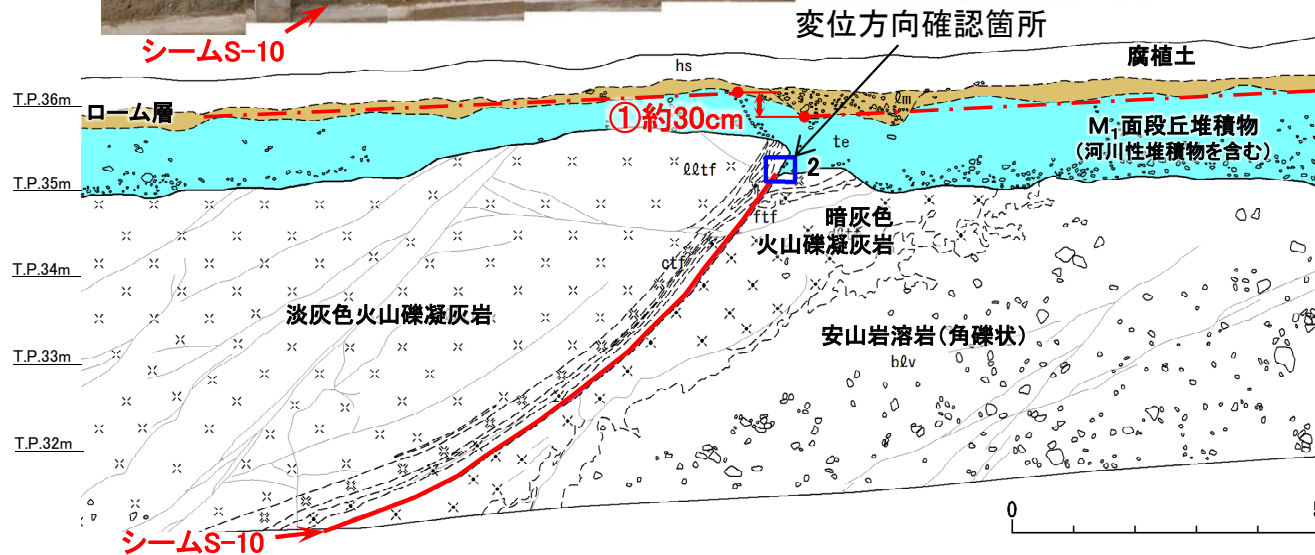 変位方向確認箇所
シームS-10
腐植土
hs
T.P.36m
ローム層
①約30cm
ℓm
M₁面段丘堆積物
(河川性堆積物を含む)
te
T.P.35m
ℓℓtf
2
ftf
暗灰色
火山礫凝灰岩
T.P.34m
ctf
淡灰色火山礫凝灰岩
安山岩溶岩(角礫状)
T.P.33m
bℓv
T.P.32m
シームS-10
0